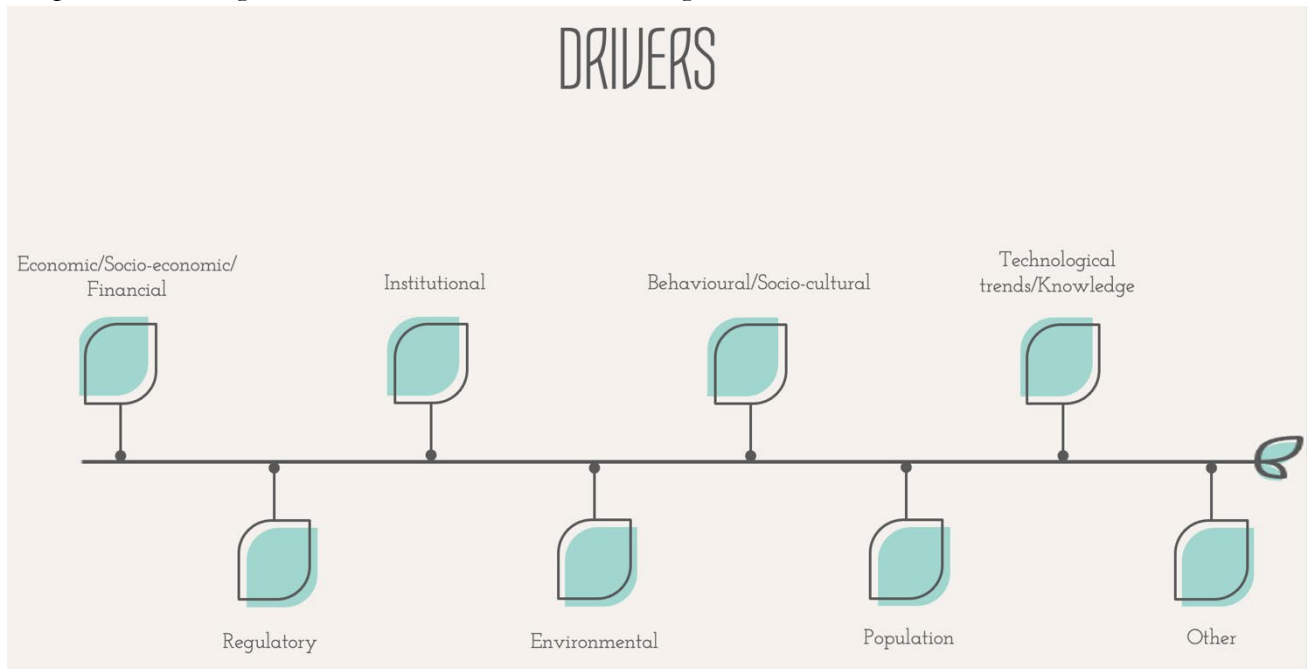 DRIVERS
Economic/Socio-economic/
Financial
Institutional
Behavioural/Socio-cultural
Technological
trends/Knowledge
Regulatory
Environmental
Population
Other